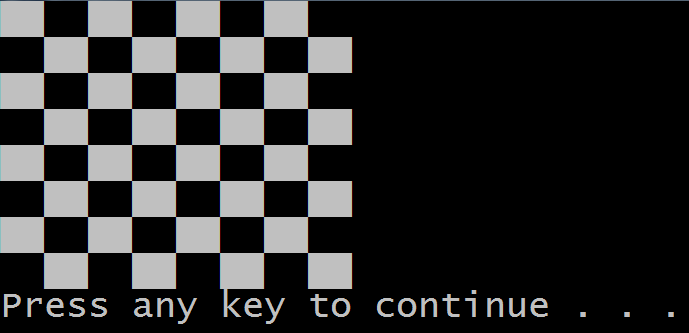 Press any key to continue . . .